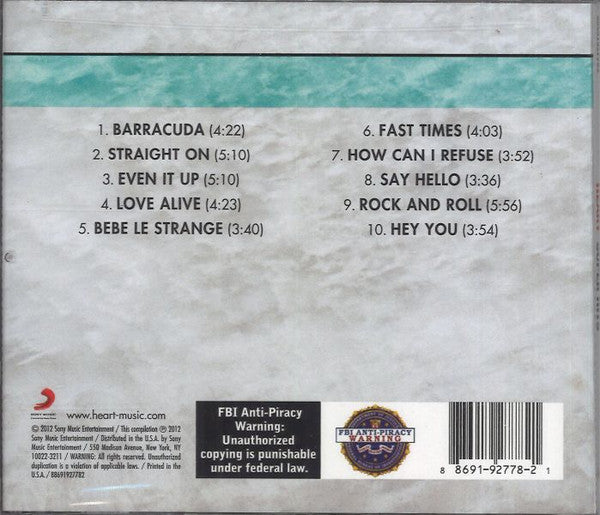 1. BARRACUDA (4:22)
2. STRAIGHT ON (5:10)
3. EVEN IT UP (5:10)
4. LOVE ALIVE (4:23)
5. BEBE LE STRANGE (3:40)
6. FAST TIMES (4:03)
7. HOW CAN I REFUSE (3:52)
8. SAY HELLO (3:36)
9. ROCK AND ROLL (5:56)
10. HEY YOU (3:54)
SONY MUSIC
www.heart-music.com
© 2012 Sony Music Entertainment / This compilation ℗ 2012
Sony Music Entertainment / Distributed in the U.S.A. by Sony
Music Entertainment / 550 Madison Avenue, New York, NY
10022-3211 / WARNING: All rights reserved. Unauthorized
duplication is a violation of applicable laws. / Printed in the
U.S.A. / 88691927782
FBI Anti-Piracy
Warning:
Unauthorized
copying is punishable
under federal law.
FBI ANTI-PIRACY
WARNING
8 86919-2778-2 1